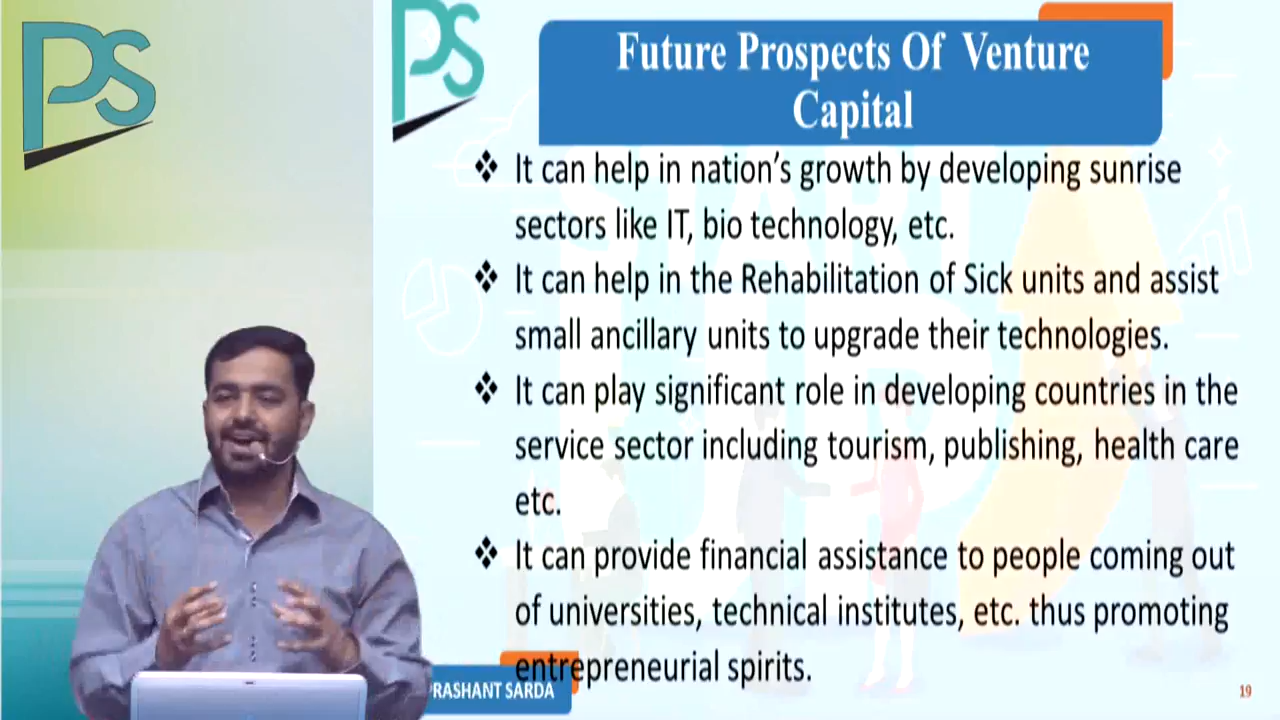 PS
PS
Future Prospects Of Venture
Capital
❖ It can help in nation's growth by developing sunrise
sectors like IT, bio technology, etc.
❖ It can help in the Rehabilitation of Sick units and assist
small ancillary units to upgrade their technologies.
❖ It can play significant role in developing countries in the
service sector including tourism, publishing, health care
etc.
❖ It can provide financial assistance to people coming out
of universities, technical institutes, etc. thus promoting
entrepreneurial spirits.
PRASHANT SARDA
19